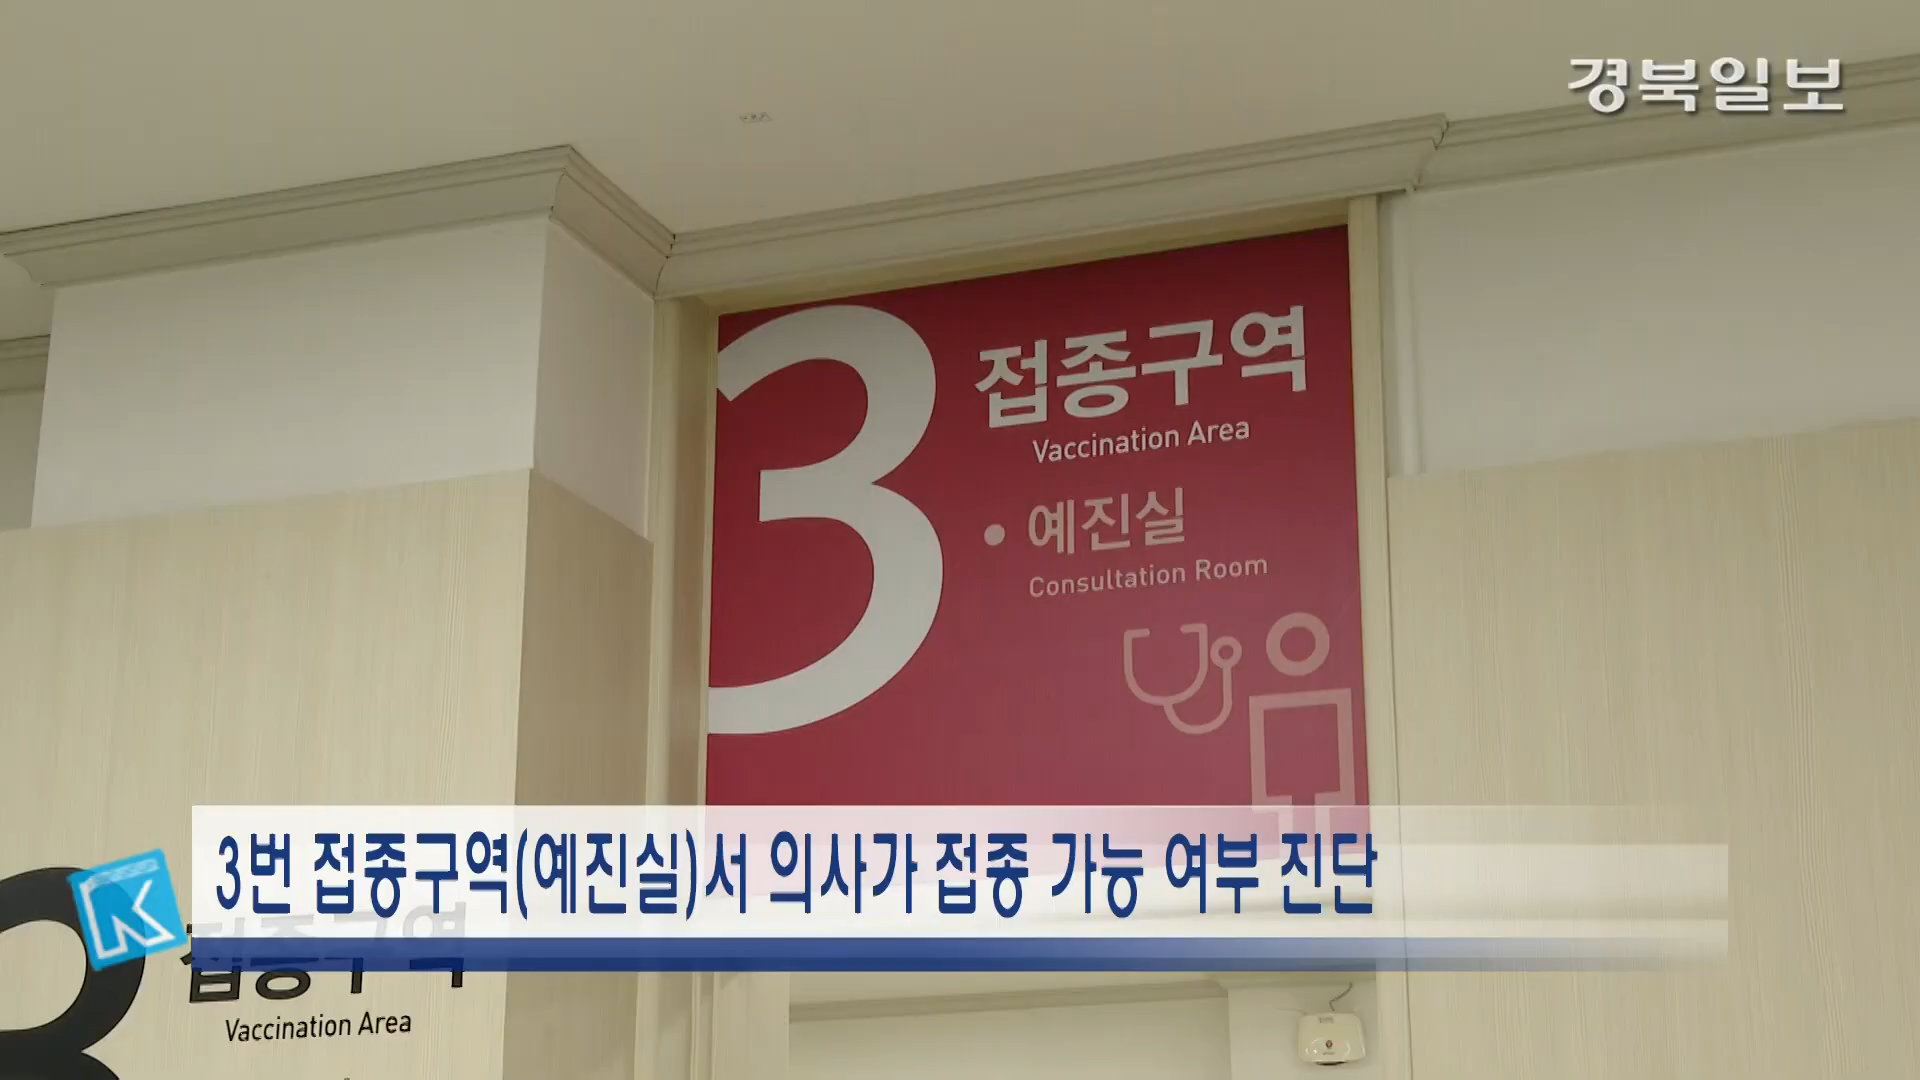 경북일보
3
접종구역
Vaccination Area
• 예진실
Consultation Room
3번 접종구역(예진실)서 의사가 접종 가능 여부 진단
K
접종구역
Vaccination Area